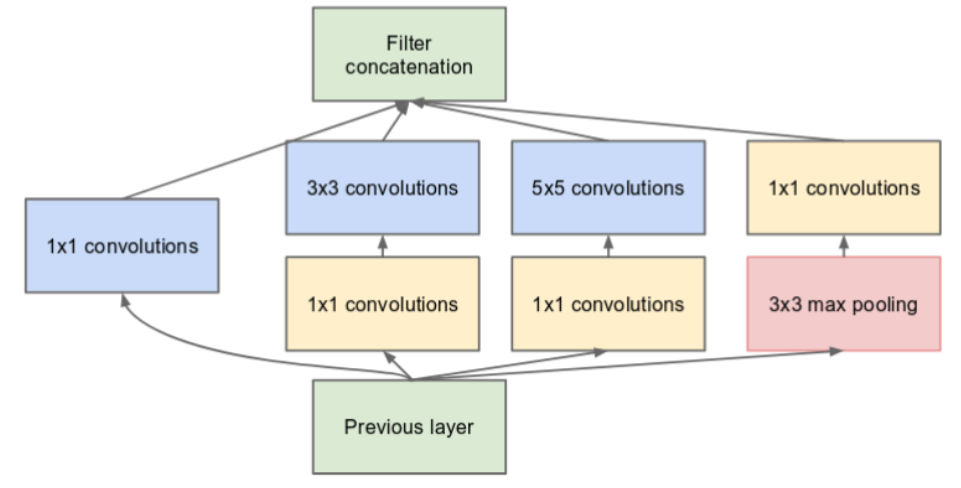 Filter
concatenation
3x3 convolutions
5x5 convolutions
1x1 convolutions
1x1 convolutions
1x1 convolutions
1x1 convolutions
3x3 max pooling
Previous layer